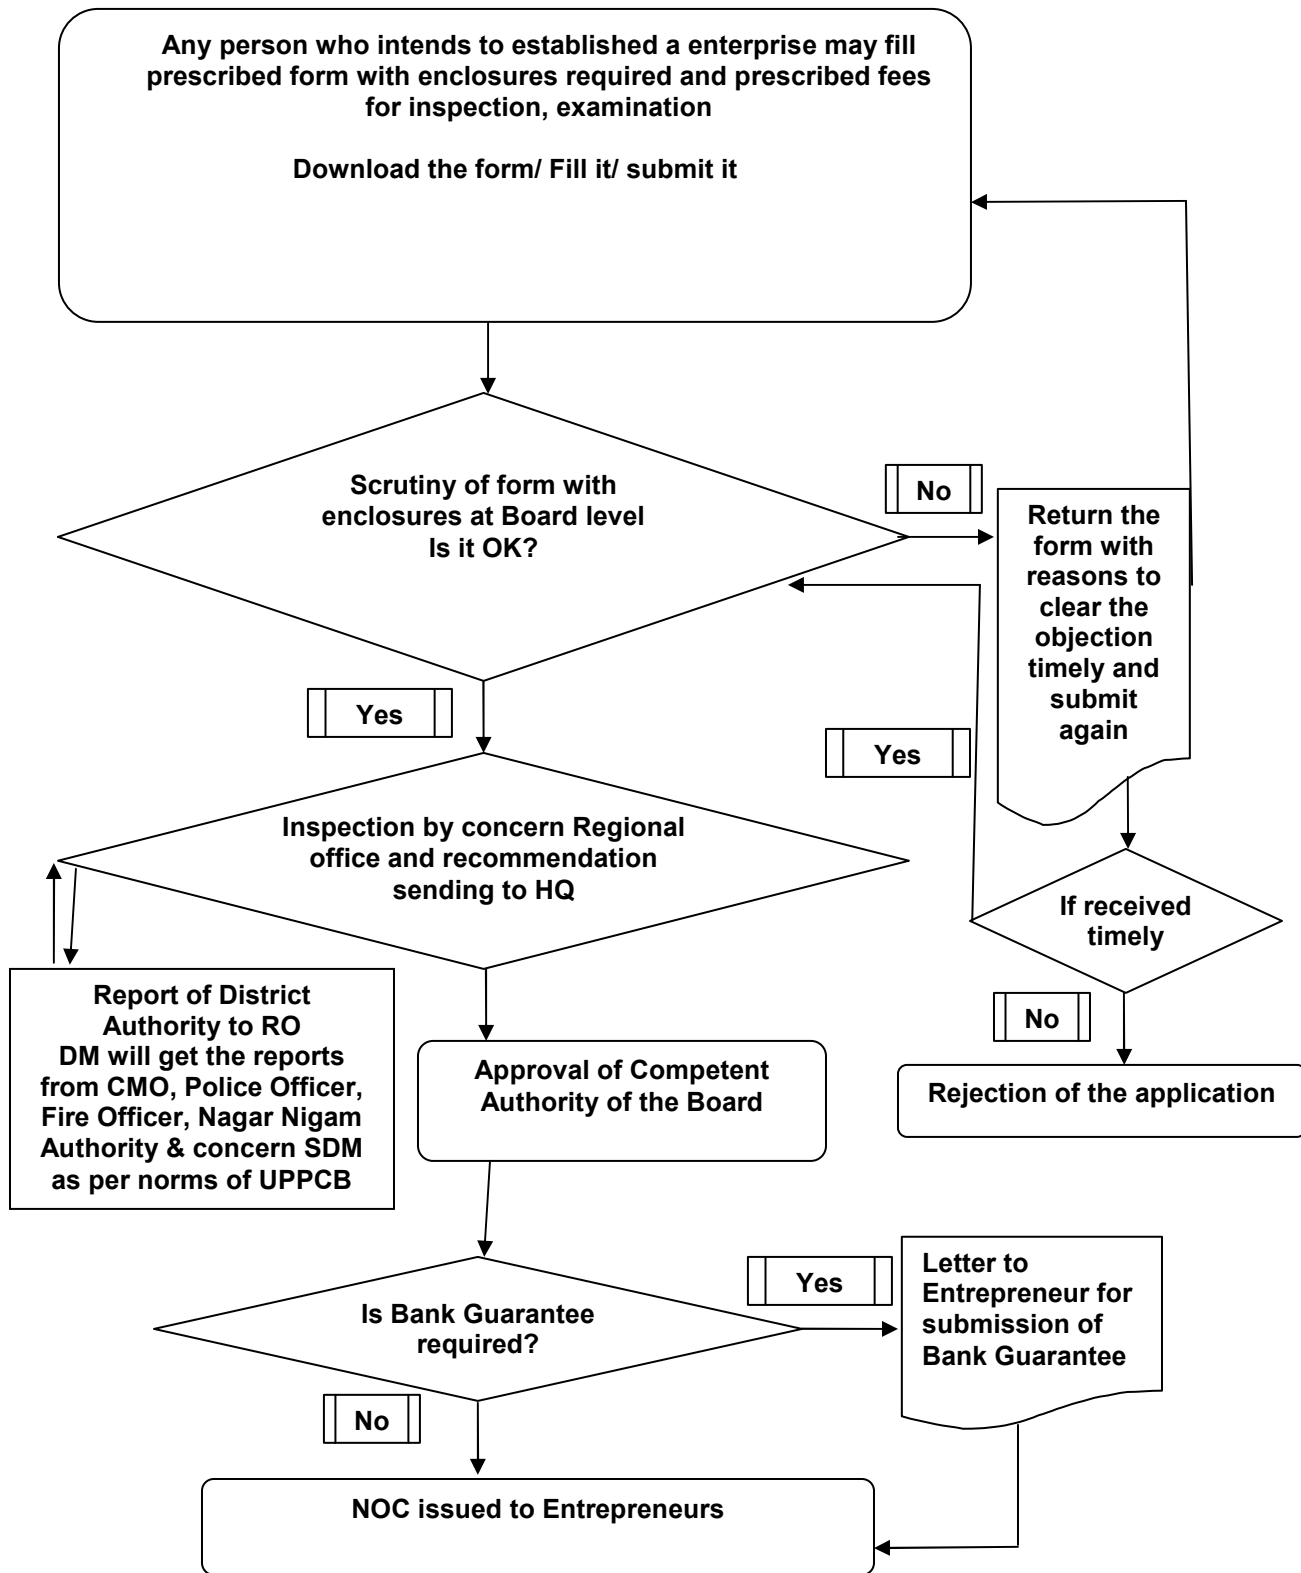 Any person who intends to established a enterprise may fill
prescribed form with enclosures required and prescribed fees
for inspection, examination
Download the form/ Fill it/ submit it
Scrutiny of form with
enclosures at Board level
Is it OK?
No
Return the
form with
reasons to
clear the
objection
timely and
submit
again
Yes
Yes
Inspection by concern Regional
office and recommendation
sending to HQ
If received
timely
No
Report of District
Authority to RO
DM will get the reports
from CMO, Police Officer,
Fire Officer, Nagar Nigam
Authority & concern SDM
as per norms of UPPCB
Approval of Competent
Authority of the Board
Rejection of the application
Is Bank Guarantee
required?
Yes
Letter to
Entrepreneur for
submission of
Bank Guarantee
No
NOC issued to Entrepreneurs